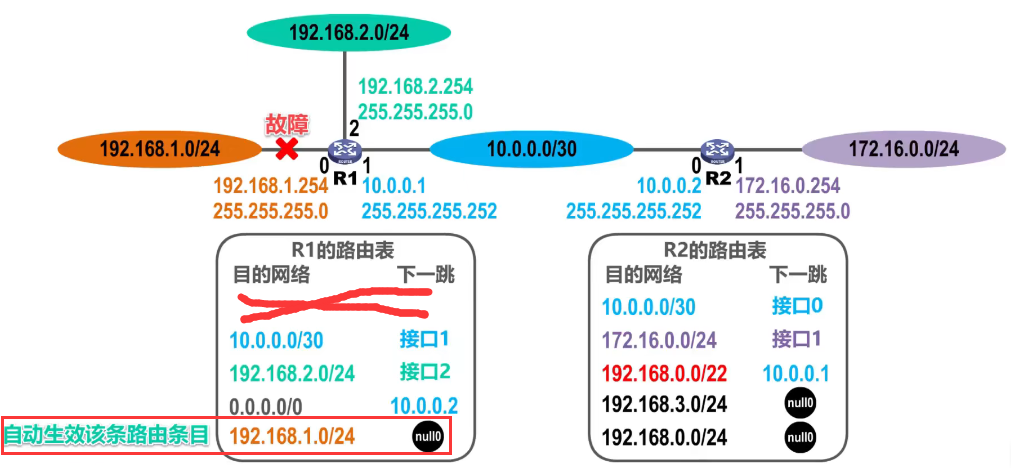 192.168.2.0/24
192.168.2.254
255.255.255.0
故障
2
192.168.1.0/24
10.0.0.0/30
172.16.0.0/24
0
R1
1
0
R2
1
192.168.1.254
255.255.255.0
10.0.0.1
255.255.255.252
10.0.0.2
255.255.255.252
172.16.0.254
255.255.255.0
R1的路由表
目的网络 下一跳
10.0.0.0/30 接口1
192.168.2.0/24 接口2
0.0.0.0/0 10.0.0.2
自动生效该条路由条目 192.168.1.0/24 null0
R2的路由表
目的网络 下一跳
10.0.0.0/30 接口0
172.16.0.0/24 接口1
192.168.0.0/22 10.0.0.1
192.168.3.0/24 null0
192.168.0.0/24 null0